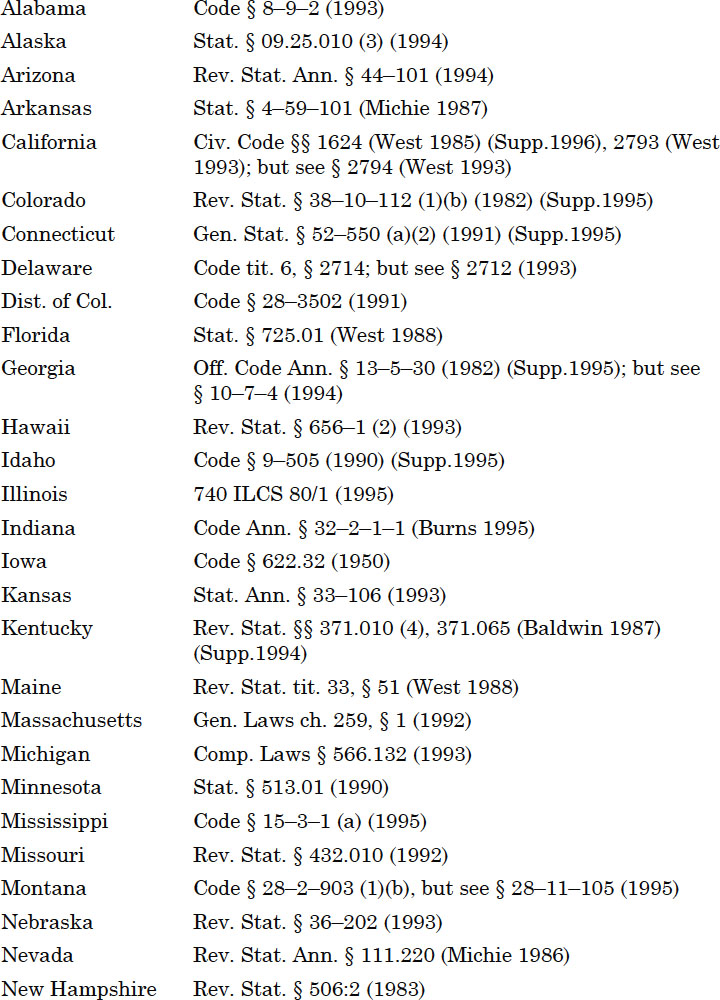 Alabama Code § 8–9–2 (1993)
Alaska Stat. § 09.25.010 (3) (1994)
Arizona Rev. Stat. Ann. § 44–101 (1994)
Arkansas Stat. § 4–59–101 (Michie 1987)
California Civ. Code §§ 1624 (West 1985) (Supp.1996), 2793 (West
1993); but see § 2794 (West 1993)
Colorado Rev. Stat. § 38–10–112 (1)(b) (1982) (Supp.1995)
Connecticut Gen. Stat. § 52–550 (a)(2) (1991) (Supp.1995)
Delaware Code tit. 6, § 2714; but see § 2712 (1993)
Dist. of Col. Code § 28–3502 (1991)
Florida Stat. § 725.01 (West 1988)
Georgia Off. Code Ann. § 13–5–30 (1982) (Supp.1995); but see
§ 10–7–4 (1994)
Hawaii Rev. Stat. § 656–1 (2) (1993)
Idaho Code § 9–505 (1990) (Supp.1995)
Illinois 740 ILCS 80/1 (1995)
Indiana Code Ann. § 32–2–1–1 (Burns 1995)
Iowa Code § 622.32 (1950)
Kansas Stat. Ann. § 33–106 (1993)
Kentucky Rev. Stat. §§ 371.010 (4), 371.065 (Baldwin 1987)
(Supp.1994)
Maine Rev. Stat. tit. 33, § 51 (West 1988)
Massachusetts Gen. Laws ch. 259, § 1 (1992)
Michigan Comp. Laws § 566.132 (1993)
Minnesota Stat. § 513.01 (1990)
Mississippi Code § 15–3–1 (a) (1995)
Missouri Rev. Stat. § 432.010 (1992)
Montana Code § 28–2–903 (1)(b), but see § 28–11–105 (1995)
Nebraska Rev. Stat. § 36–202 (1993)
Nevada Rev. Stat. Ann. § 111.220 (Michie 1986)
New Hampshire Rev. Stat. § 506:2 (1983)